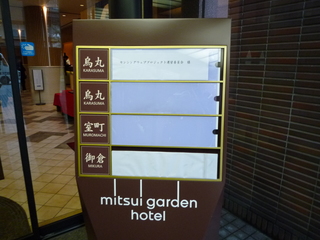 烏丸
KARASUMA
烏丸
KARASUMA
室町
MUROMACHI
御倉
MIKURA
mitsui garden
hotel